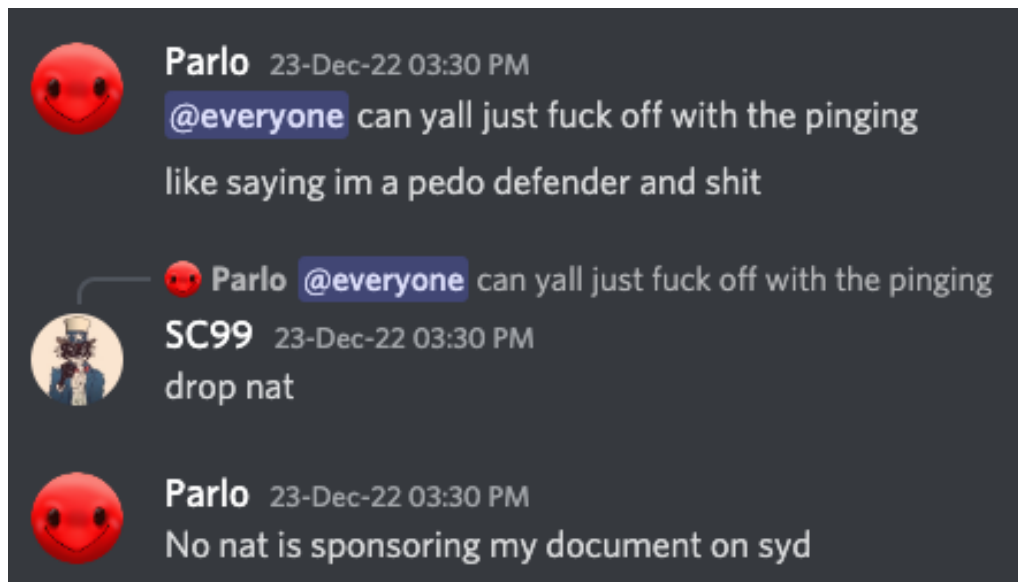 Parlo 23-Dec-22 03:30 PM
@everyone can yall just fuck off with the pinging
like saying im a pedo defender and shit
Parlo @everyone can yall just fuck off with the pinging
SC99 23-Dec-22 03:30 PM
drop nat
Parlo 23-Dec-22 03:30 PM
No nat is sponsoring my document on syd